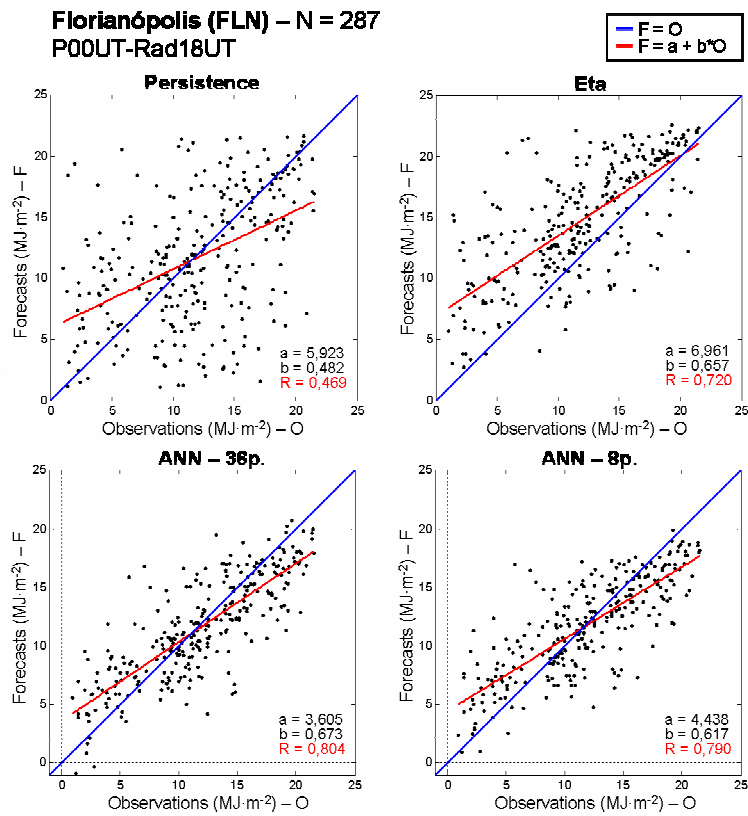 Florianópolis (FLN) – N = 287
P00UT-Rad18UT
F = O
F = a + b*O
Persistence
25
20
15
10
5
0
Forecasts (MJ·m-2) – F
a = 5,923
b = 0,482
R = 0,469
0 5 10 15 20 25
Observations (MJ·m-2) – O
Eta
25
20
15
10
5
0
Forecasts (MJ·m-2) – F
a = 6,961
b = 0,657
R = 0,720
0 5 10 15 20 25
Observations (MJ·m-2) – O
ANN – 36p.
25
20
15
10
5
0
Forecasts (MJ·m-2) – F
a = 3,605
b = 0,673
R = 0,804
0 5 10 15 20 25
Observations (MJ·m-2) – O
ANN – 8p.
25
20
15
10
5
0
Forecasts (MJ·m-2) – F
a = 4,438
b = 0,617
R = 0,790
0 5 10 15 20 25
Observations (MJ·m-2) – O